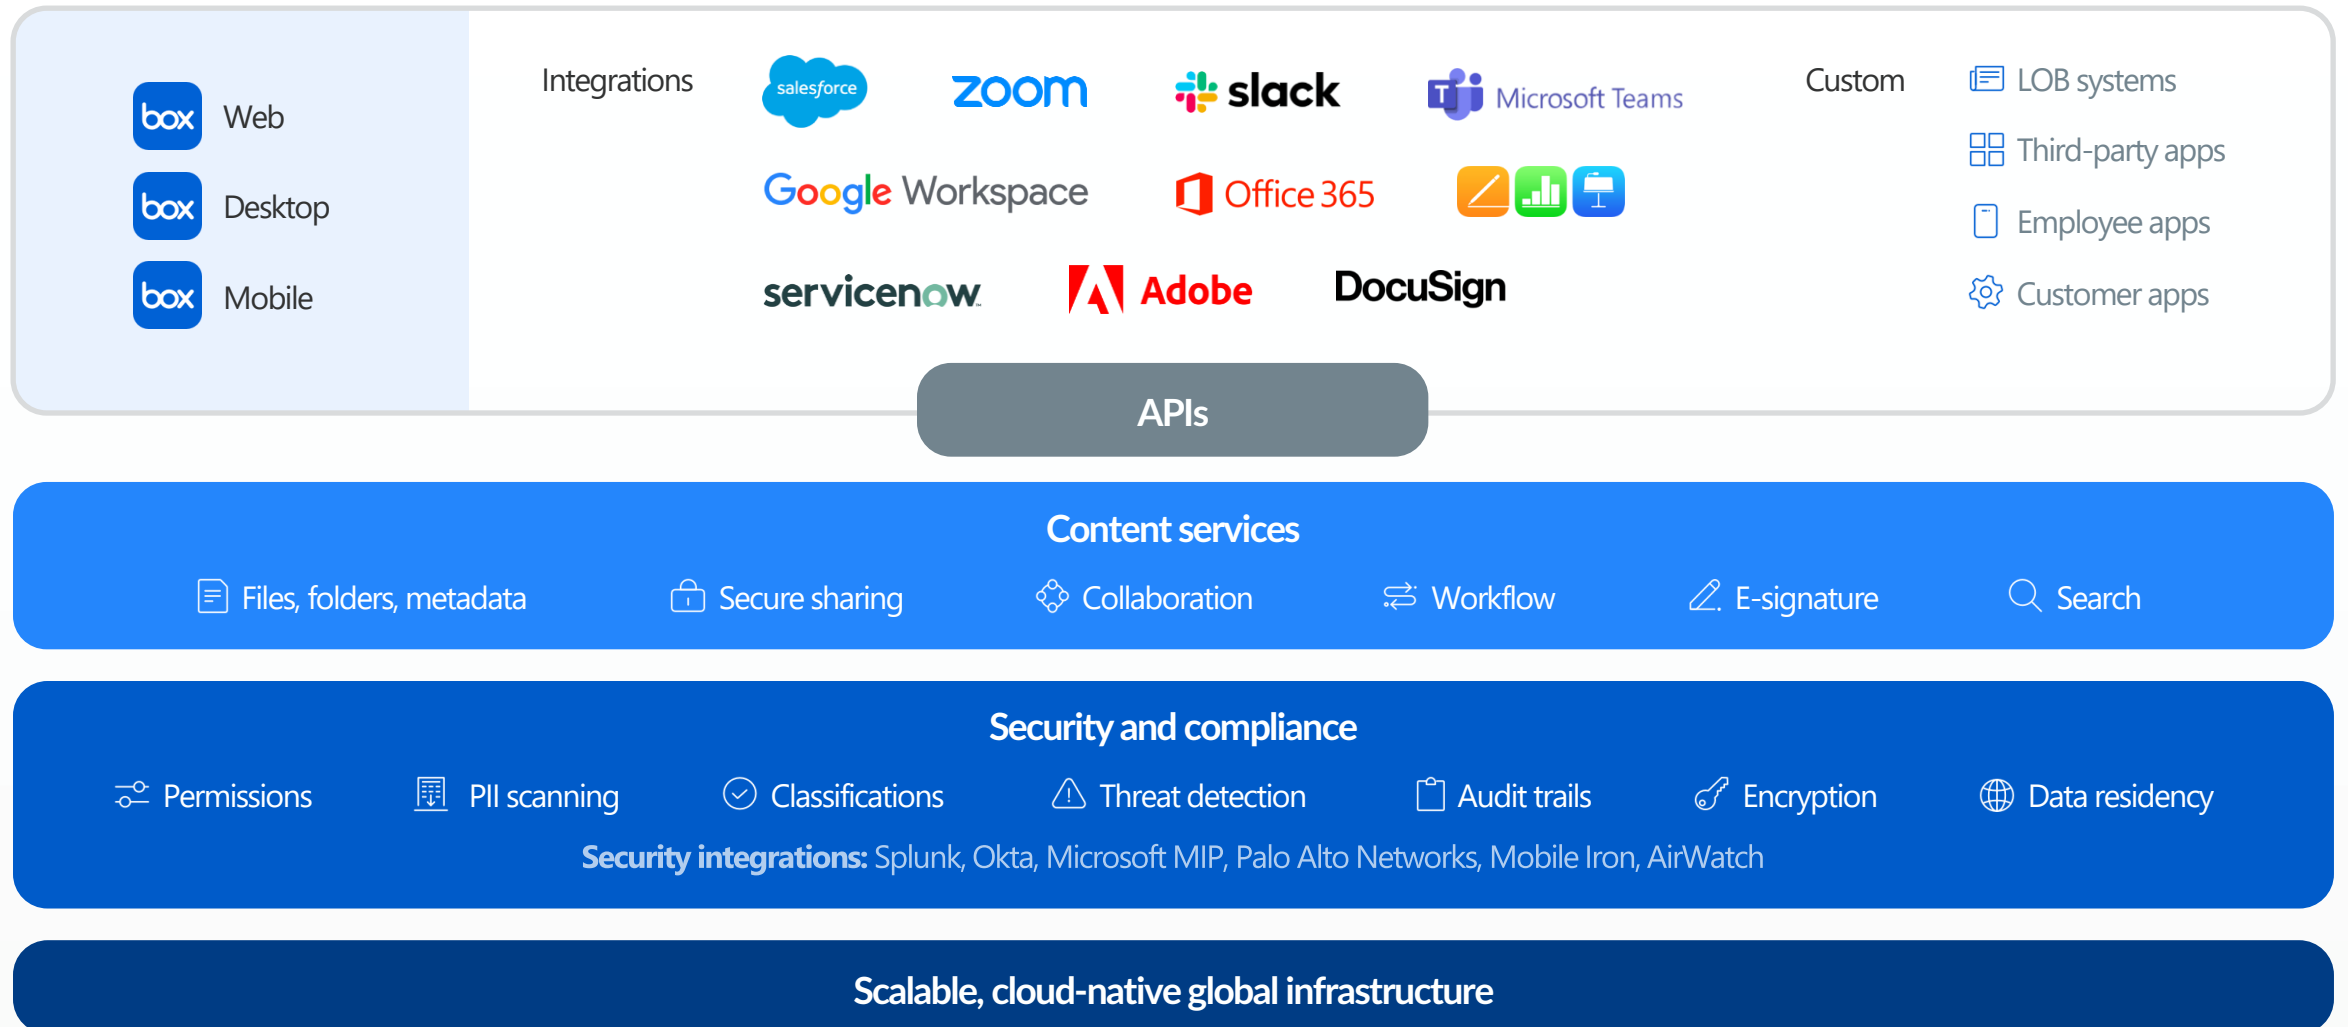 box Web
box Desktop
box Mobile
Integrations
salesforce
zoom
slack
Microsoft Teams
Google Workspace
Office 365
servicenow
Adobe
DocuSign
Custom
LOB systems
Third-party apps
Employee apps
Customer apps
APIs
Content services
Files, folders, metadata
Secure sharing
Collaboration
Workflow
E-signature
Search
Security and compliance
Permissions
PII scanning
Classifications
Threat detection
Audit trails
Encryption
Data residency
Security integrations: Splunk, Okta, Microsoft MIP, Palo Alto Networks, Mobile Iron, AirWatch
Scalable, cloud-native global infrastructure